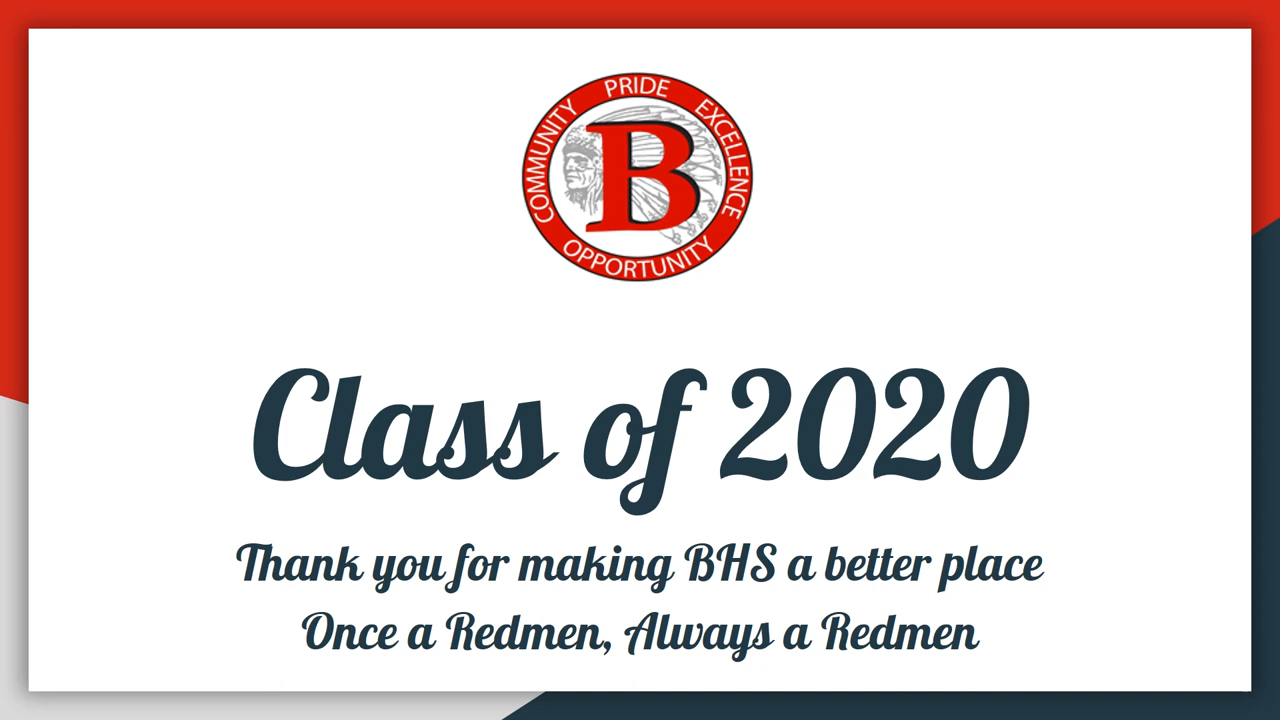 COMMUNITY PRIDE EXCELLENCE
B
OPPORTUNITY
Class of 2020
Thank you for making BHS a better place
Once a Redmen, Always a Redmen